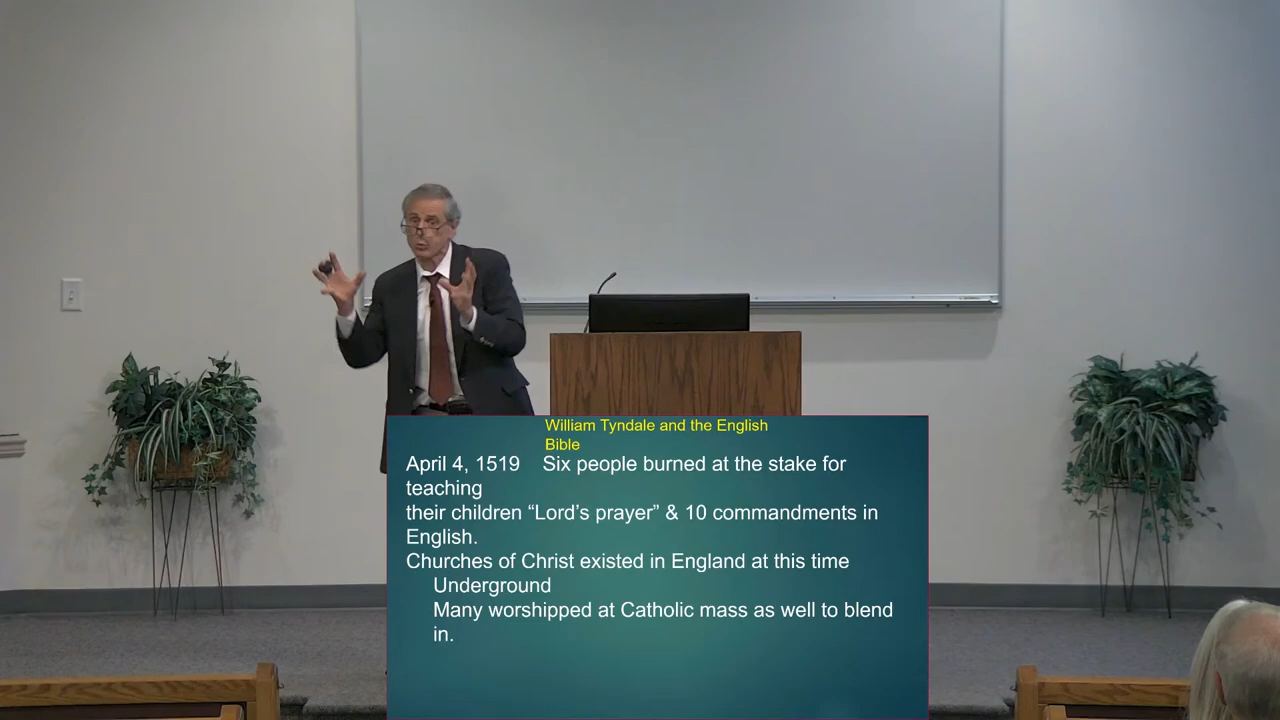 William Tyndale and the English
Bible
April 4, 1519 Six people burned at the stake for
teaching
their children “Lord’s prayer” & 10 commandments in
English.
Churches of Christ existed in England at this time
Underground
Many worshipped at Catholic mass as well to blend
in.